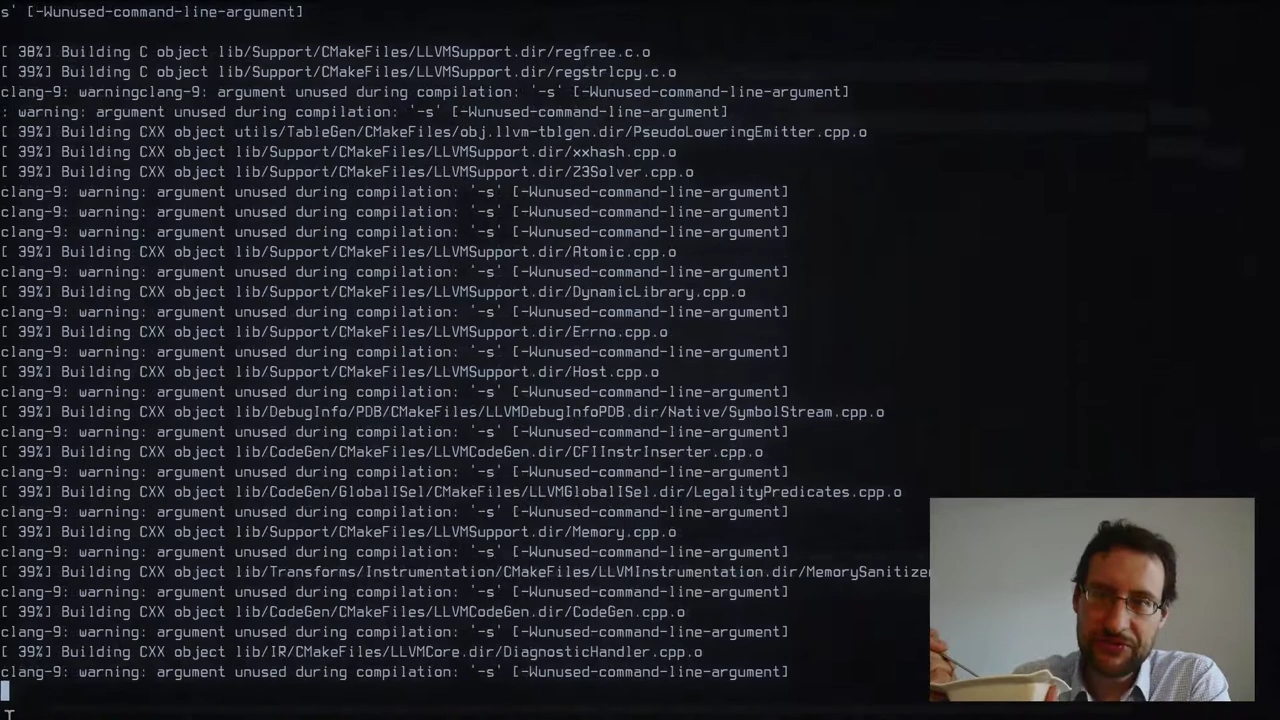 s' [-Wunused-command-line-argument]
[ 38%] Building C object lib/Support/CMakeFiles/LLVMSupport.dir/regfree.c.o
[ 39%] Building C object lib/Support/CMakeFiles/LLVMSupport.dir/regstrlcpy.c.o
clang-9: warningclang-9: argument unused during compilation: '-s' [-Wunused-command-line-argument]
: warning: argument unused during compilation: '-s' [-Wunused-command-line-argument]
[ 39%] Building CXX object utils/TableGen/CMakeFiles/obj.llvm-tblgen.dir/PseudoLoweringEmitter.cpp.o
[ 39%] Building CXX object lib/Support/CMakeFiles/LLVMSupport.dir/xxhash.cpp.o
[ 39%] Building CXX object lib/Support/CMakeFiles/LLVMSupport.dir/Z3Solver.cpp.o
clang-9: warning: argument unused during compilation: '-s' [-Wunused-command-line-argument]
clang-9: warning: argument unused during compilation: '-s' [-Wunused-command-line-argument]
clang-9: warning: argument unused during compilation: '-s' [-Wunused-command-line-argument]
[ 39%] Building CXX object lib/Support/CMakeFiles/LLVMSupport.dir/Atomic.cpp.o
clang-9: warning: argument unused during compilation: '-s' [-Wunused-command-line-argument]
[ 39%] Building CXX object lib/Support/CMakeFiles/LLVMSupport.dir/DynamicLibrary.cpp.o
clang-9: warning: argument unused during compilation: '-s' [-Wunused-command-line-argument]
[ 39%] Building CXX object lib/Support/CMakeFiles/LLVMSupport.dir/Errno.cpp.o
clang-9: warning: argument unused during compilation: '-s' [-Wunused-command-line-argument]
[ 39%] Building CXX object lib/Support/CMakeFiles/LLVMSupport.dir/Host.cpp.o
clang-9: warning: argument unused during compilation: '-s' [-Wunused-command-line-argument]
[ 39%] Building CXX object lib/DebugInfo/PDB/CMakeFiles/LLVMDebugInfoPDB.dir/Native/SymbolStream.cpp.o
clang-9: warning: argument unused during compilation: '-s' [-Wunused-command-line-argument]
[ 39%] Building CXX object lib/CodeGen/CMakeFiles/LLVMCodeGen.dir/CFIInstrInserter.cpp.o
clang-9: warning: argument unused during compilation: '-s' [-Wunused-command-line-argument]
[ 39%] Building CXX object lib/CodeGen/GlobalISel/CMakeFiles/LLVMGlobalISel.dir/LegalityPredicates.cpp.o
clang-9: warning: argument unused during compilation: '-s' [-Wunused-command-line-argument]
[ 39%] Building CXX object lib/Support/CMakeFiles/LLVMSupport.dir/Memory.cpp.o
clang-9: warning: argument unused during compilation: '-s' [-Wunused-command-line-argument]
[ 39%] Building CXX object lib/Transforms/Instrumentation/CMakeFiles/LLVMInstrumentation.dir/MemorySanitize
clang-9: warning: argument unused during compilation: '-s' [-Wunused-command-line-argument]
[ 39%] Building CXX object lib/CodeGen/CMakeFiles/LLVMCodeGen.dir/CodeGen.cpp.o
clang-9: warning: argument unused during compilation: '-s' [-Wunused-command-line-argument]
[ 39%] Building CXX object lib/IR/CMakeFiles/LLVMCore.dir/DiagnosticHandler.cpp.o
clang-9: warning: argument unused during compilation: '-s' [-Wunused-command-line-argument]